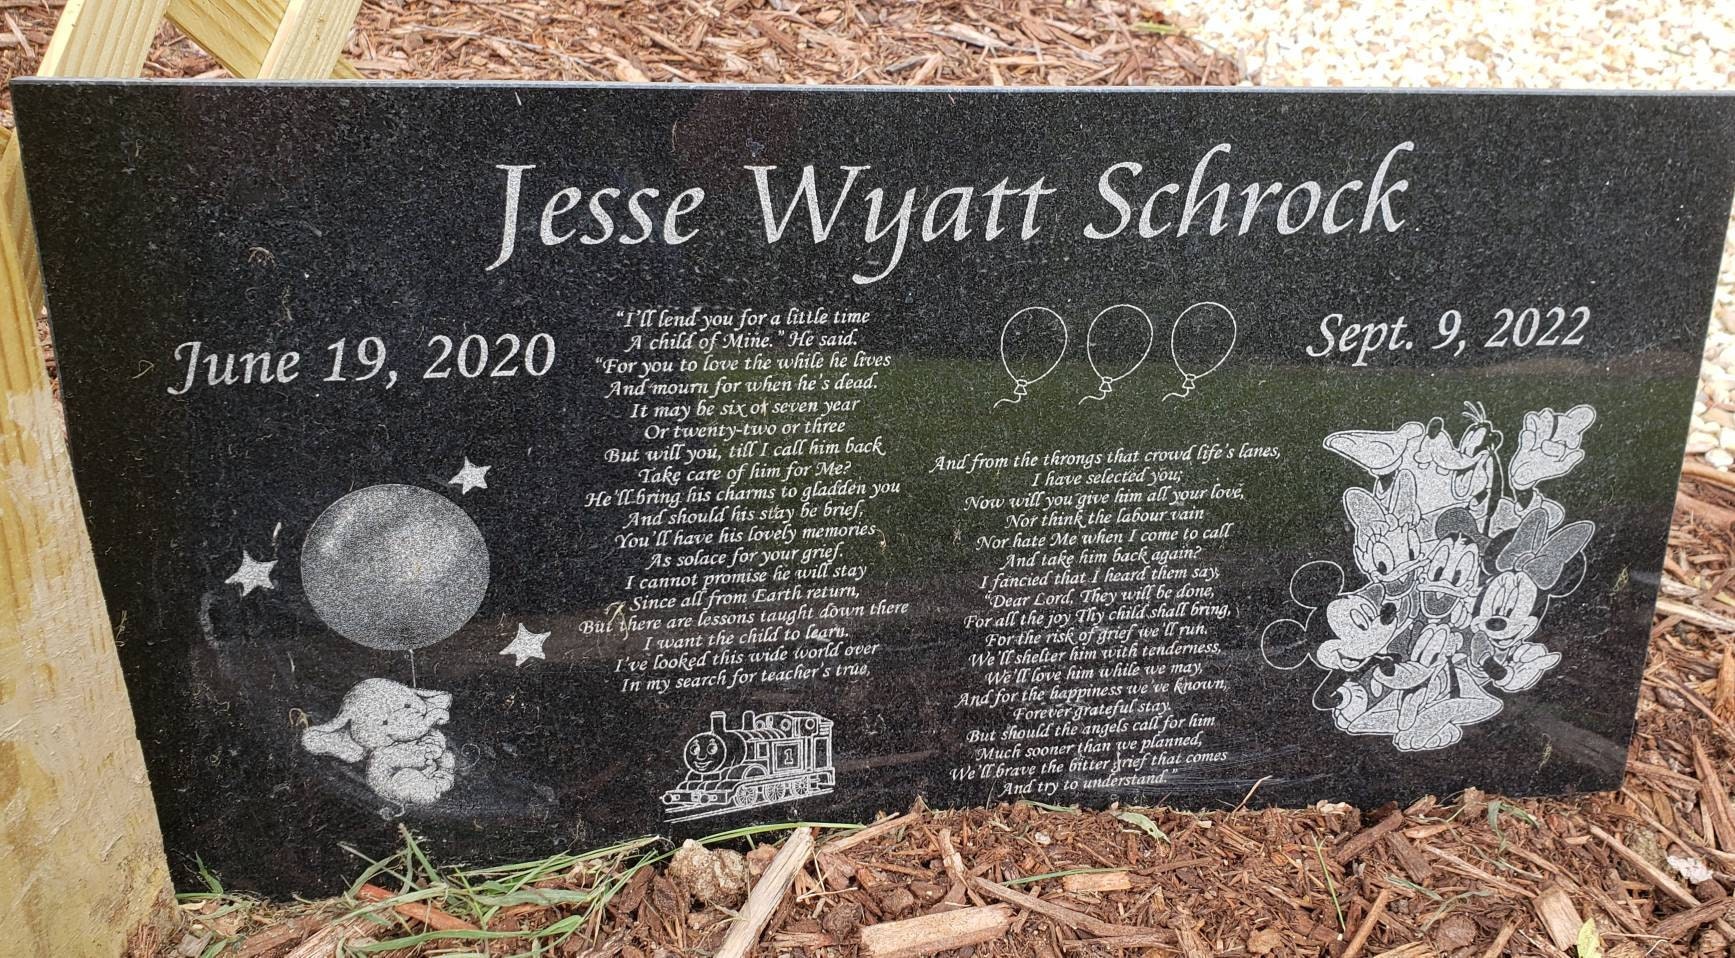 Jesse Wyatt Schrock
June 19, 2020
"I'll lend you for a little time
A child of Mine." He said.
"For you to love the while he lives
And mourn for when he's dead.
It may be six or seven year
Or twenty-two or three
But will you, till I call him back
Take care of him for Me?
He'll bring his charms to gladden you
And should his stay be brief,
You'll have his lovely memories
As solace for your grief.
I cannot promise he will stay
Since all from Earth return,
But there are lessons taught down there
I want the child to learn.
I've looked this wide world over
In my search for teacher's true,
1
Sept. 9, 2022
And from the throngs that crowd life's lanes,
I have selected you;
Now will you give him all your love,
Nor think the labour vain
Nor hate Me when I come to call
And take him back again?
I fancied that I heard them say,
"Dear Lord, They will be done,
For all the joy Thy child shall bring,
For the risk of grief we'll run.
We'll shelter him with tenderness,
We'll love him while we may,
And for the happiness we've known,
Forever grateful stay.
But should the angels call for him
Much sooner than we planned,
We'll brave the bitter grief that comes
And try to understand."